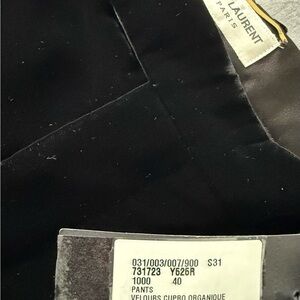 LAURENT
PARIS
031/003/007/900 S31
731723 Y626R
1000 40
PANTS
VELOURS CUPRO ORGANIQUE